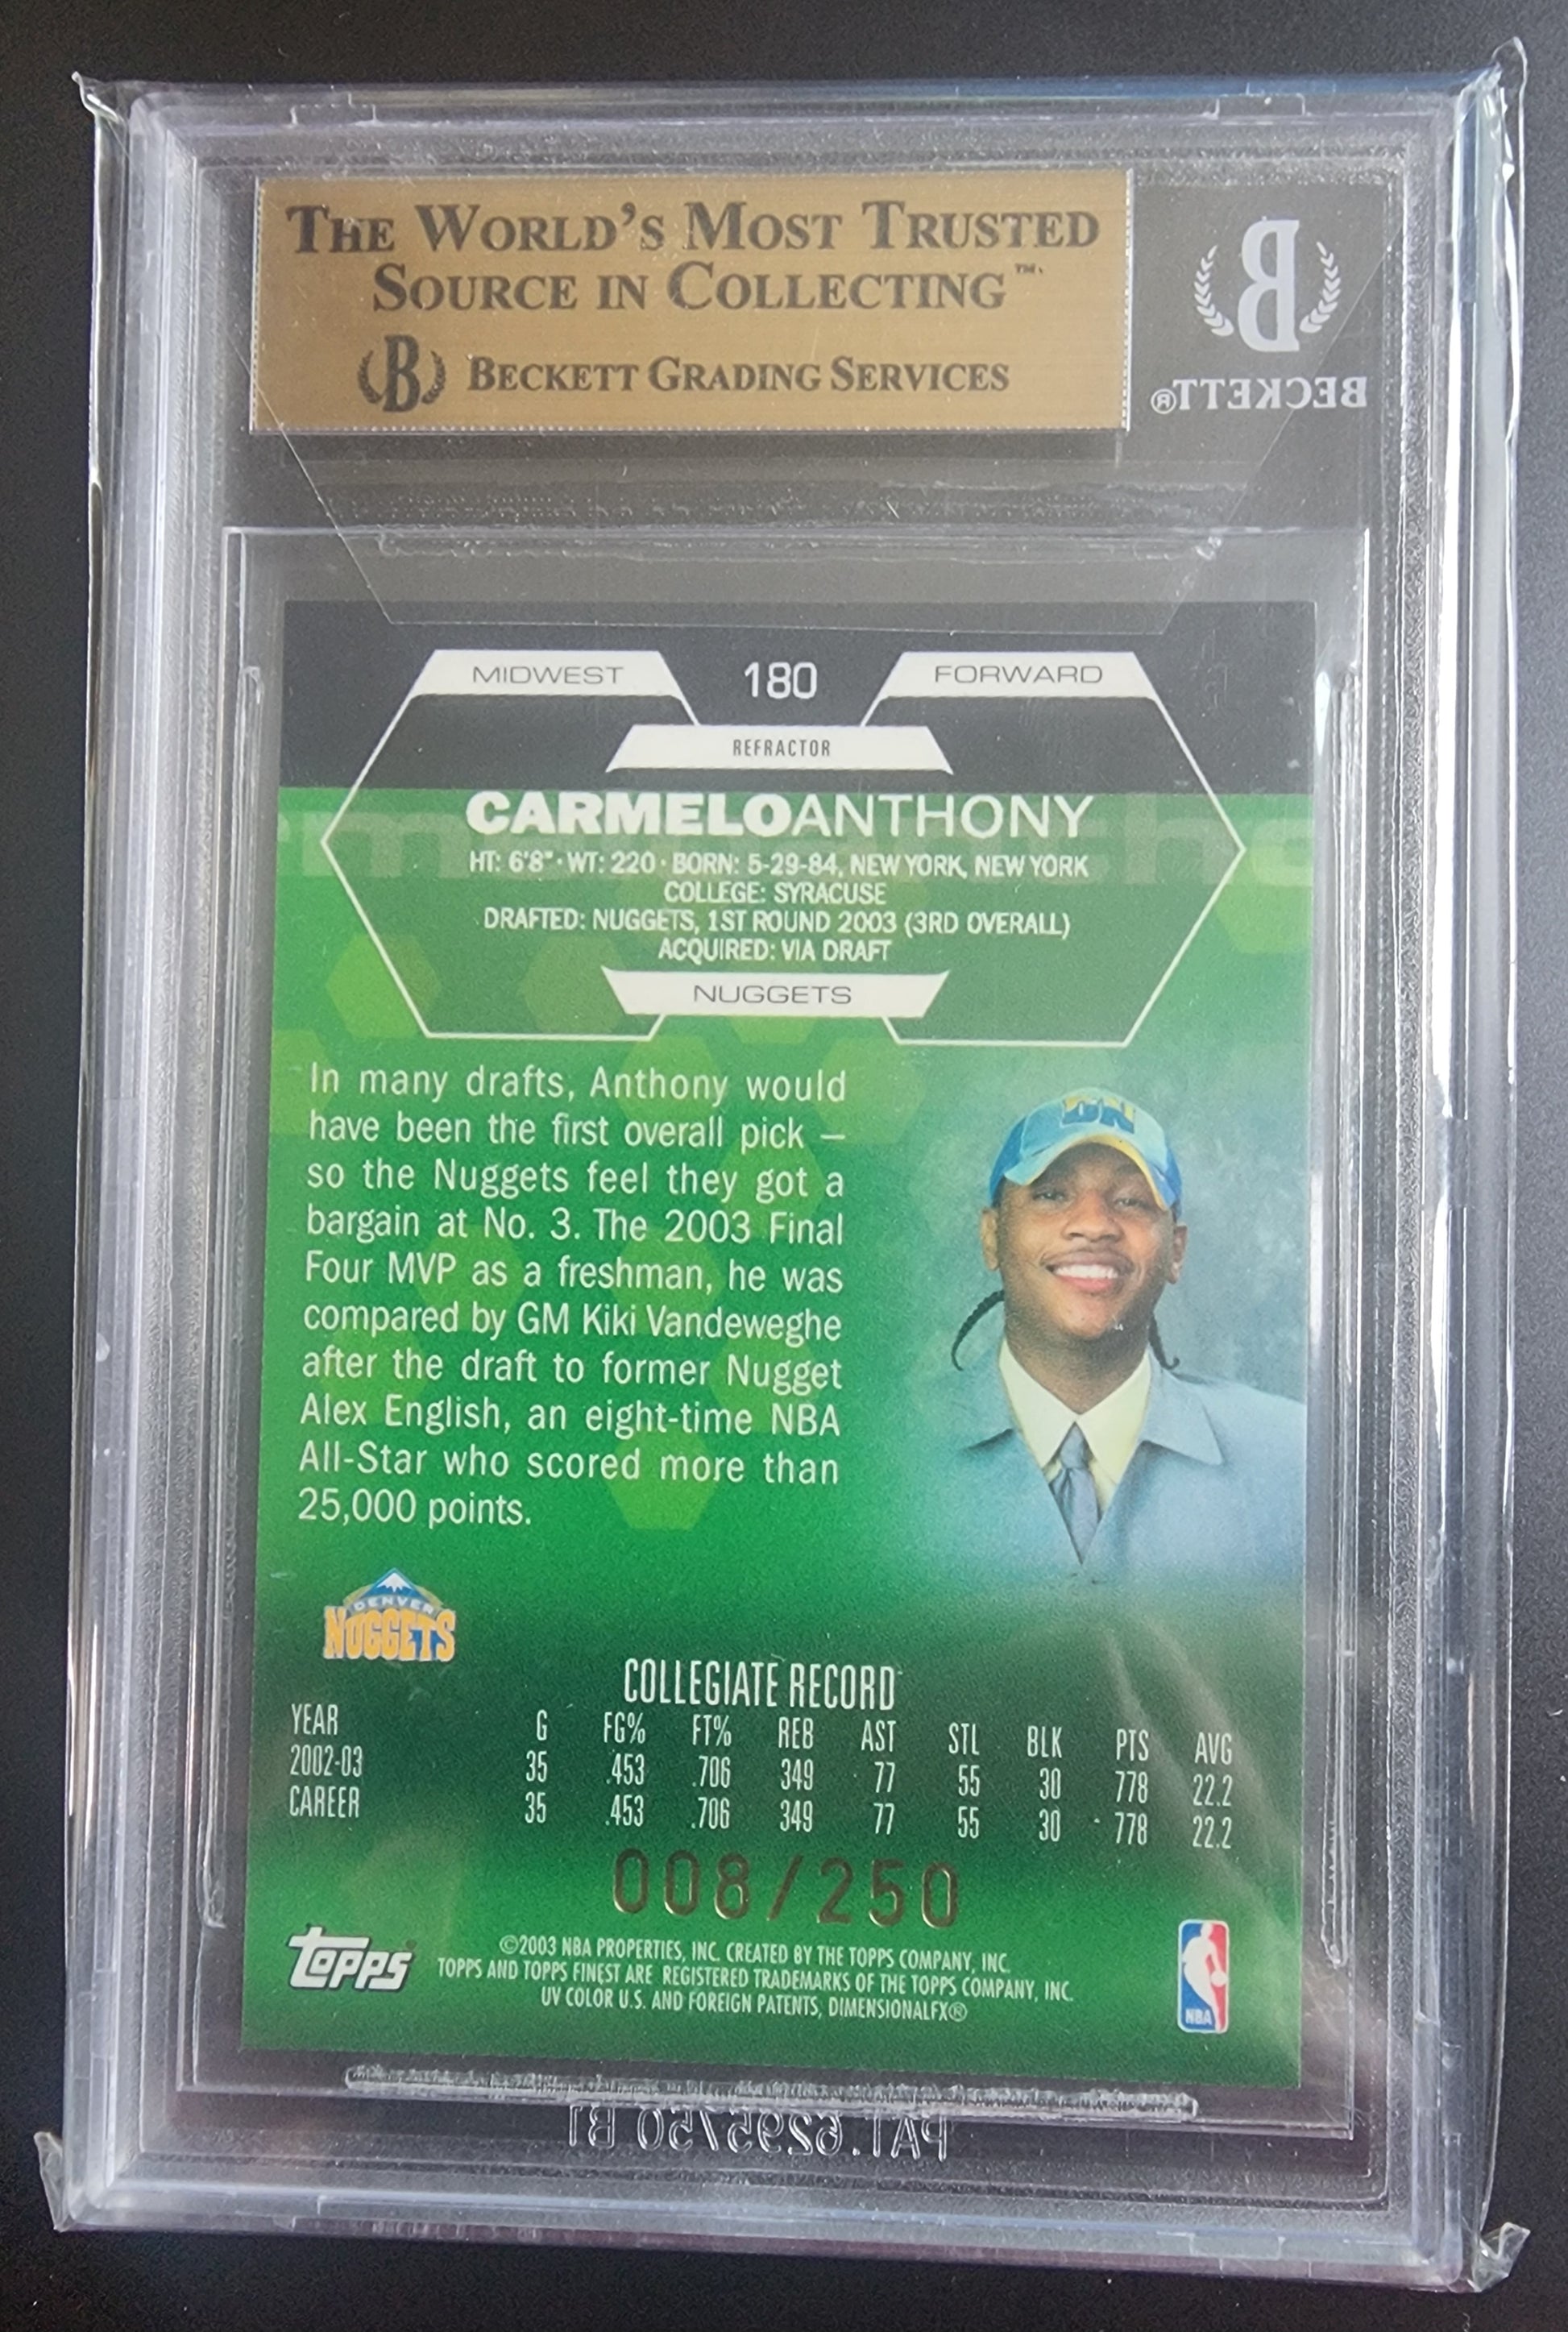 THE WORLD'S MOST TRUSTED
SOURCE IN COLLECTING™
B BECKETT GRADING SERVICES
B
BECKETT®
MIDWEST 180 FORWARD
REFRACTOR
CARMELOANTHONY
HT: 6'8" · WT: 220 · BORN: 5-29-84, NEW YORK, NEW YORK
COLLEGE: SYRACUSE
DRAFTED: NUGGETS, 1ST ROUND 2003 (3RD OVERALL)
ACQUIRED: VIA DRAFT
NUGGETS
In many drafts, Anthony would
have been the first overall pick —
so the Nuggets feel they got a
bargain at No. 3. The 2003 Final
Four MVP as a freshman, he was
compared by GM Kiki Vandeweghe
after the draft to former Nugget
Alex English, an eight-time NBA
All-Star who scored more than
25,000 points.
DENVER
NUGGETS
COLLEGIATE RECORD
YEAR G FG% FT% REB AST STL BLK PTS AVG
2002-03 35 .453 .706 349 77 55 30 778 22.2
CAREER 35 .453 .706 349 77 55 30 778 22.2
008/250
topps
©2003 NBA PROPERTIES, INC. CREATED BY THE TOPPS COMPANY, INC.
TOPPS AND TOPPS FINEST ARE REGISTERED TRADEMARKS OF THE TOPPS COMPANY, INC.
UV COLOR U.S. AND FOREIGN PATENTS, DIMENSIONALFX®
NBA
PAT.6295750 B1